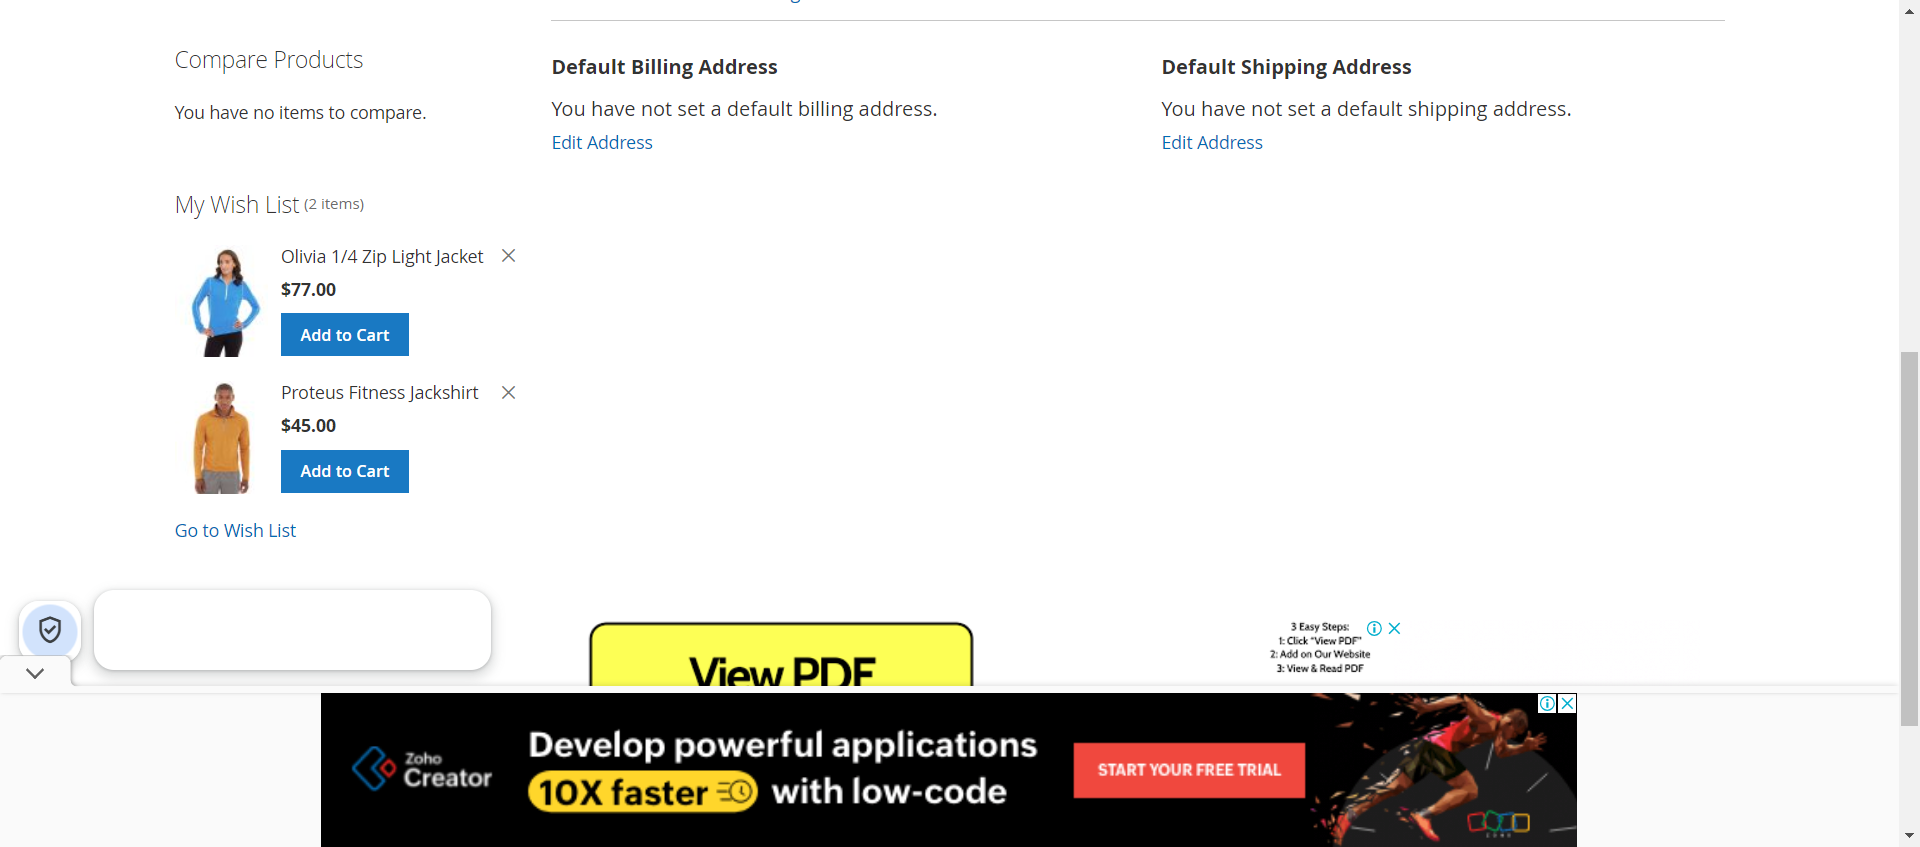 Compare Products
You have no items to compare.
Default Billing Address
You have not set a default billing address.
Edit Address
Default Shipping Address
You have not set a default shipping address.
Edit Address
My Wish List (2 items)
Olivia 1/4 Zip Light Jacket
$77.00
Add to Cart
Proteus Fitness Jackshirt
$45.00
Add to Cart
Go to Wish List
View PDF
3 Easy Steps:
1: Click "View PDF"
2: Add on Our Website
3: View & Read PDF
Zoho
Creator
Develop powerful applications
10X faster with low-code
START YOUR FREE TRIAL
ZOHO